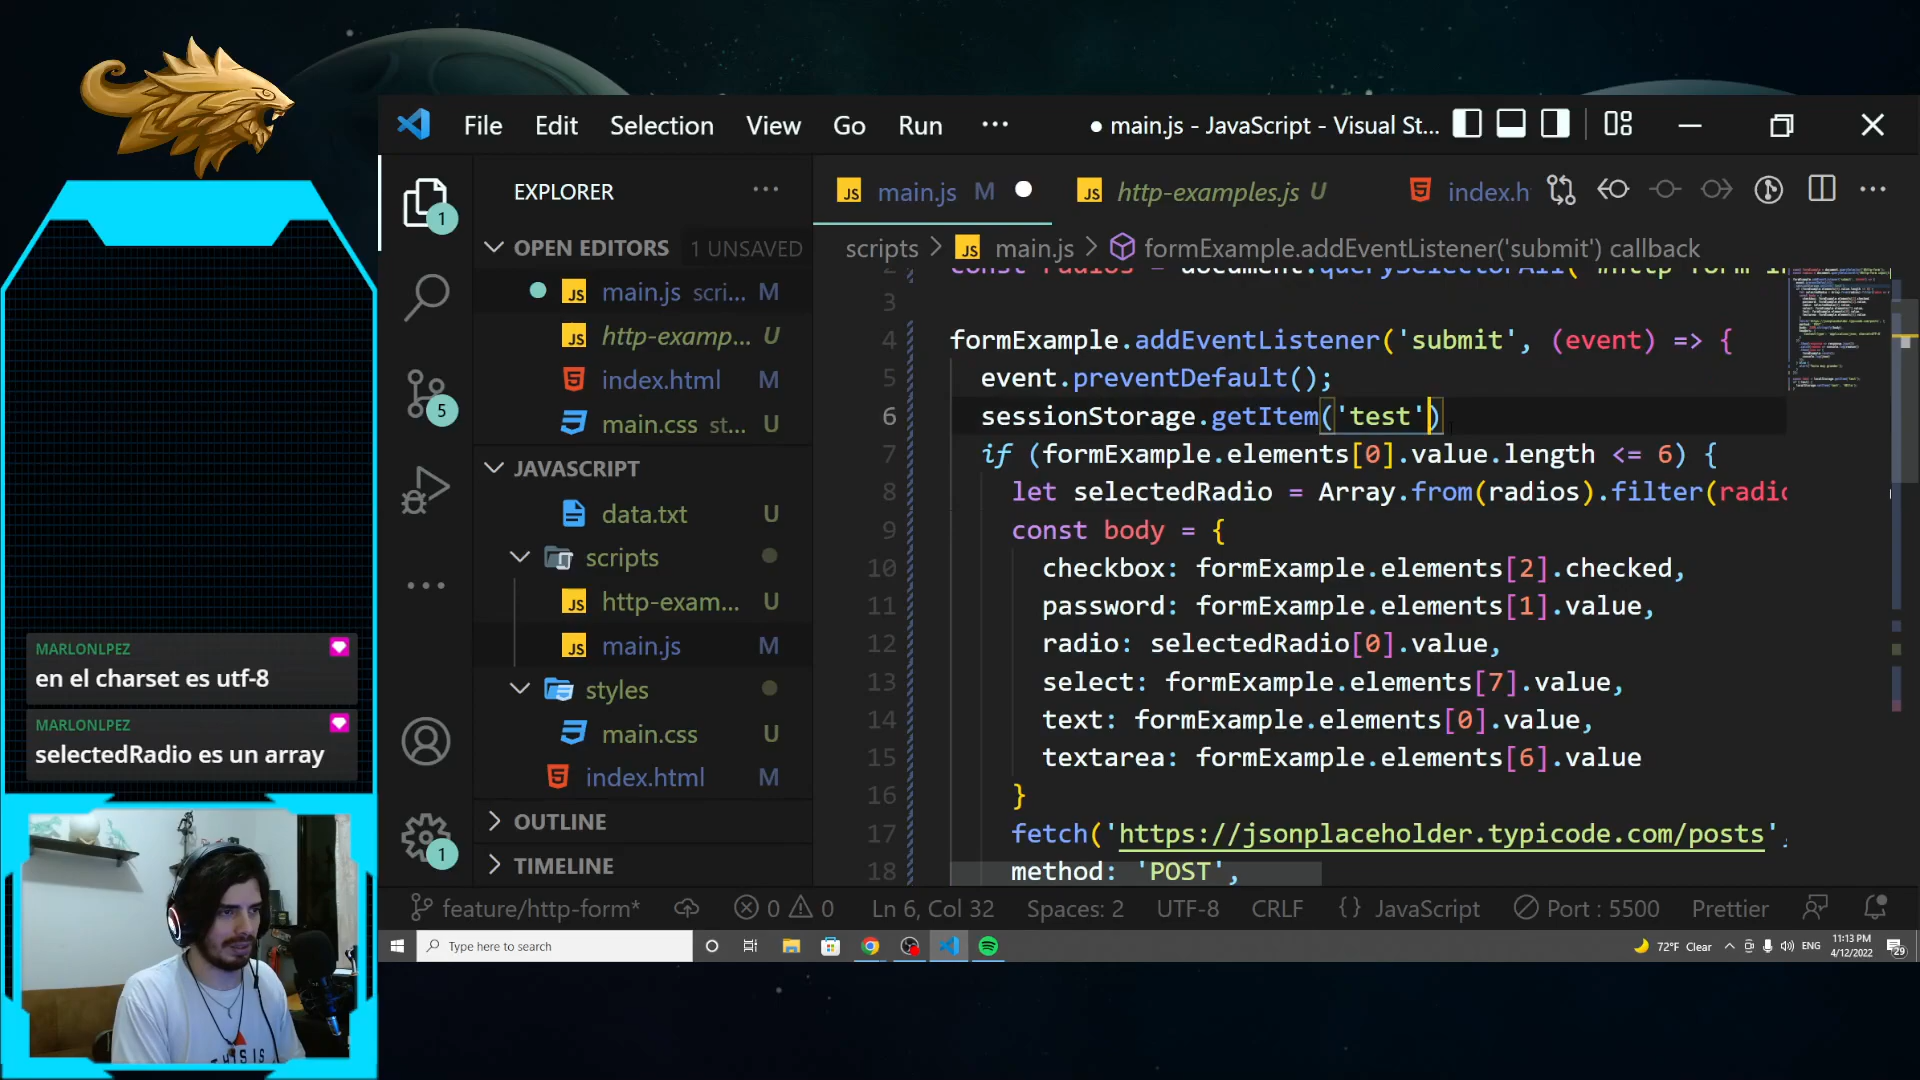 File Edit Selection View Go Run ··· ● main.js - JavaScript - Visual St...
EXPLORER ···
main.js M
http-examples.js U
index.h
OPEN EDITORS 1 UNSAVED
scripts > main.js > formExample.addEventListener('submit') callback
main.js scri... M
http-examp... U
index.html M
main.css st... M
JAVASCRIPT
data.txt U
scripts
http-exam... U
main.js M
styles
main.css U
index.html M
OUTLINE
TIMELINE
1
5
1
3
4 formExample.addEventListener('submit', (event) => {
5 event.preventDefault();
6 sessionStorage.getItem('test')
7 if (formExample.elements[0].value.length <= 6) {
8 let selectedRadio = Array.from(radios).filter(radio
9 const body = {
10 checkbox: formExample.elements[2].checked,
11 password: formExample.elements[1].value,
12 radio: selectedRadio[0].value,
13 select: formExample.elements[7].value,
14 text: formExample.elements[0].value,
15 textarea: formExample.elements[6].value
16 }
17 fetch('https://jsonplaceholder.typicode.com/posts',
18 method: 'POST',
MARLONLPEZ
en el charset es utf-8
MARLONLPEZ
selectedRadio es un array
feature/http-form* 0 0 Ln 6, Col 32 Spaces: 2 UTF-8 CRLF {} JavaScript Port : 5500 Prettier
Type here to search
72°F Clear ENG 11:13 PM
4/12/2022
29